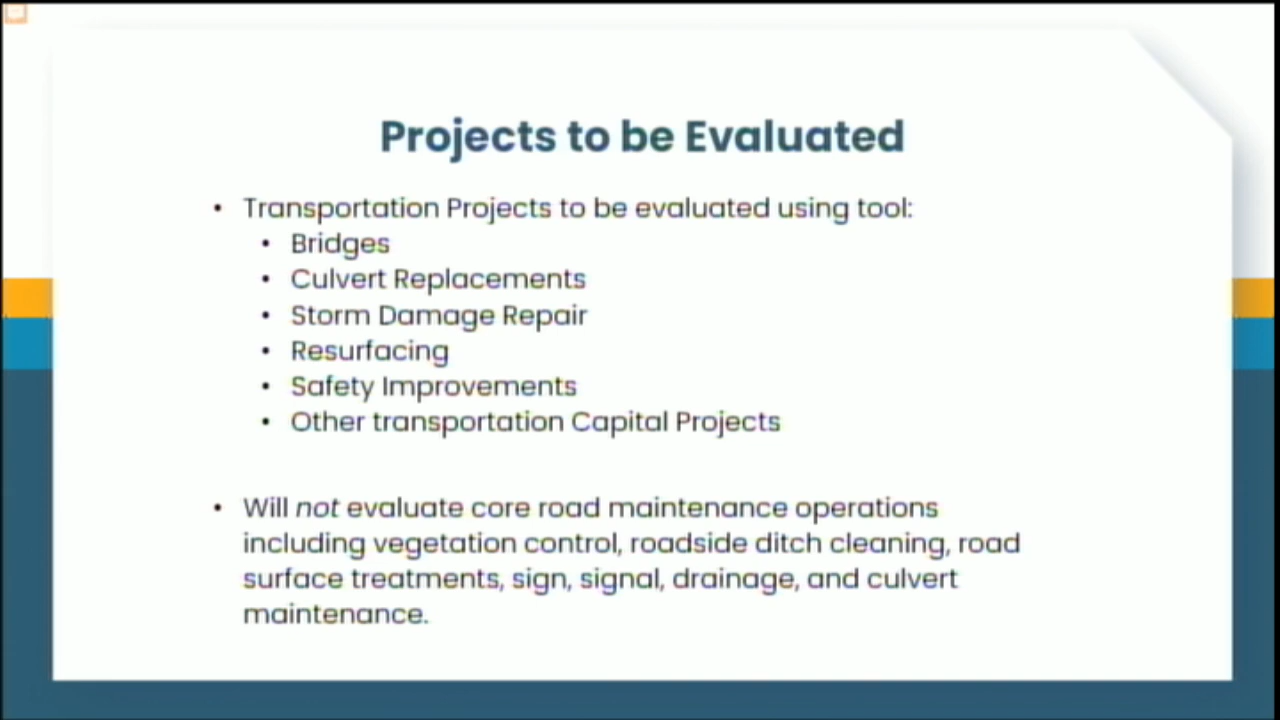 Projects to be Evaluated
• Transportation Projects to be evaluated using tool:
• Bridges
• Culvert Replacements
• Storm Damage Repair
• Resurfacing
• Safety Improvements
• Other transportation Capital Projects
• Will not evaluate core road maintenance operations
including vegetation control, roadside ditch cleaning, road
surface treatments, sign, signal, drainage, and culvert
maintenance.